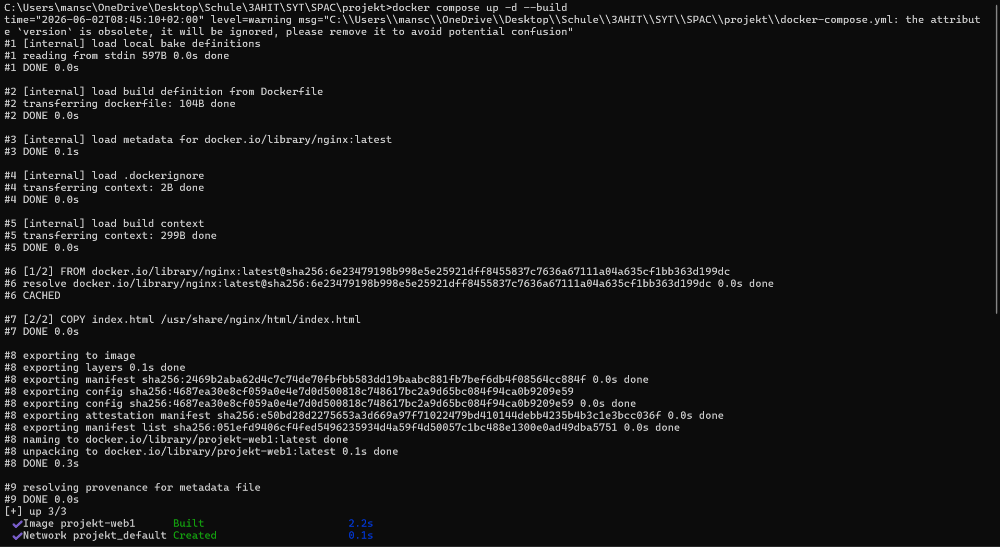 C:\Users\mansc\OneDrive\Desktop\Schule\3AHIT\SYT\SPAC\projekt>docker compose up -d --build
time="2026-06-02T08:45:10+02:00" level=warning msg="C:\\Users\\mansc\\OneDrive\\Desktop\\Schule\\3AHIT\\SYT\\SPAC\\projekt\\docker-compose.yml: the attribut
e `version` is obsolete, it will be ignored, please remove it to avoid potential confusion"
#1 [internal] load local bake definitions
#1 reading from stdin 597B 0.0s done
#1 DONE 0.0s

#2 [internal] load build definition from Dockerfile
#2 transferring dockerfile: 104B done
#2 DONE 0.0s

#3 [internal] load metadata for docker.io/library/nginx:latest
#3 DONE 0.1s

#4 [internal] load .dockerignore
#4 transferring context: 2B done
#4 DONE 0.0s

#5 [internal] load build context
#5 transferring context: 299B done
#5 DONE 0.0s

#6 [1/2] FROM docker.io/library/nginx:latest@sha256:6e23479198b998e5e25921dff8455837c7636a67111a04a635cf1bb363d199dc
#6 resolve docker.io/library/nginx:latest@sha256:6e23479198b998e5e25921dff8455837c7636a67111a04a635cf1bb363d199dc 0.0s done
#6 CACHED

#7 [2/2] COPY index.html /usr/share/nginx/html/index.html
#7 DONE 0.0s

#8 exporting to image
#8 exporting layers 0.1s done
#8 exporting manifest sha256:2469b2aba62d4c7c74de70fbfbb583dd19baabc881fb7bef6db4f08564cc884f 0.0s done
#8 exporting config sha256:4687ea30e8cf059a0e4e7d0d500818c748617bc2a9d65bc084f94ca0b9209e59
#8 exporting config sha256:4687ea30e8cf059a0e4e7d0d500818c748617bc2a9d65bc084f94ca0b9209e59 0.0s done
#8 exporting attestation manifest sha256:e50bd28d2275653a3d669a97f71022479bd410144debb4235b4b3c1e3bcc036f 0.0s done
#8 exporting manifest list sha256:051efd9406cf4fed5496235934d4a59f4d50057c1bc488e1300e0ad49dba5751 0.0s done
#8 naming to docker.io/library/projekt-web1:latest done
#8 unpacking to docker.io/library/projekt-web1:latest 0.1s done
#8 DONE 0.3s

#9 resolving provenance for metadata file
#9 DONE 0.0s
[+] up 3/3
✔Image projekt-web1 Built 2.2s
✔Network projekt_default Created 0.1s